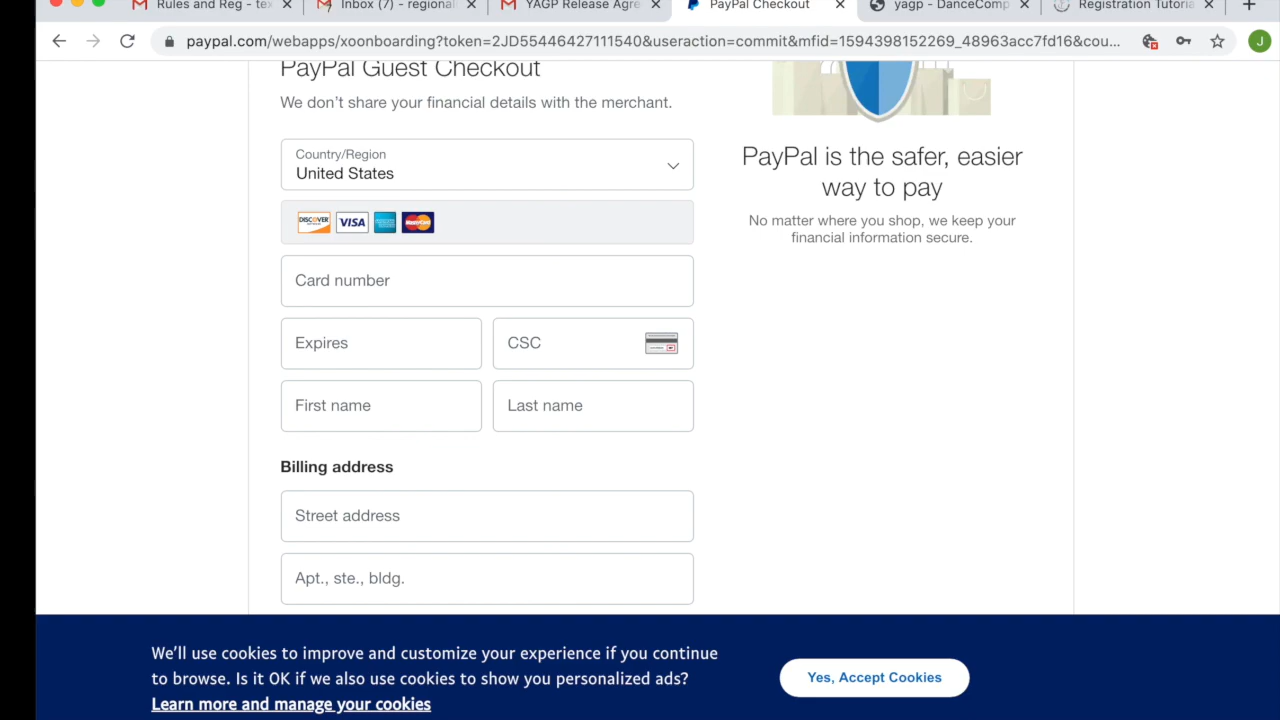 Rules and Reg - tex
Inbox (7) - regional
YAGP Release Agre
PayPal Checkout
yagp - DanceComp
Registration Tutoria
paypal.com/webapps/xoonboarding?token=2JD55446427111540&useraction=commit&mfid=1594398152269_48963acc7fd16&cou...
J
PayPal Guest Checkout
We don't share your financial details with the merchant.
Country/Region
United States
DISCOVER
VISA
MasterCard
Card number
Expires
CSC
First name
Last name
Billing address
Street address
Apt., ste., bldg.
PayPal is the safer, easier
way to pay
No matter where you shop, we keep your
financial information secure.
We'll use cookies to improve and customize your experience if you continue
to browse. Is it OK if we also use cookies to show you personalized ads?
Learn more and manage your cookies
Yes, Accept Cookies